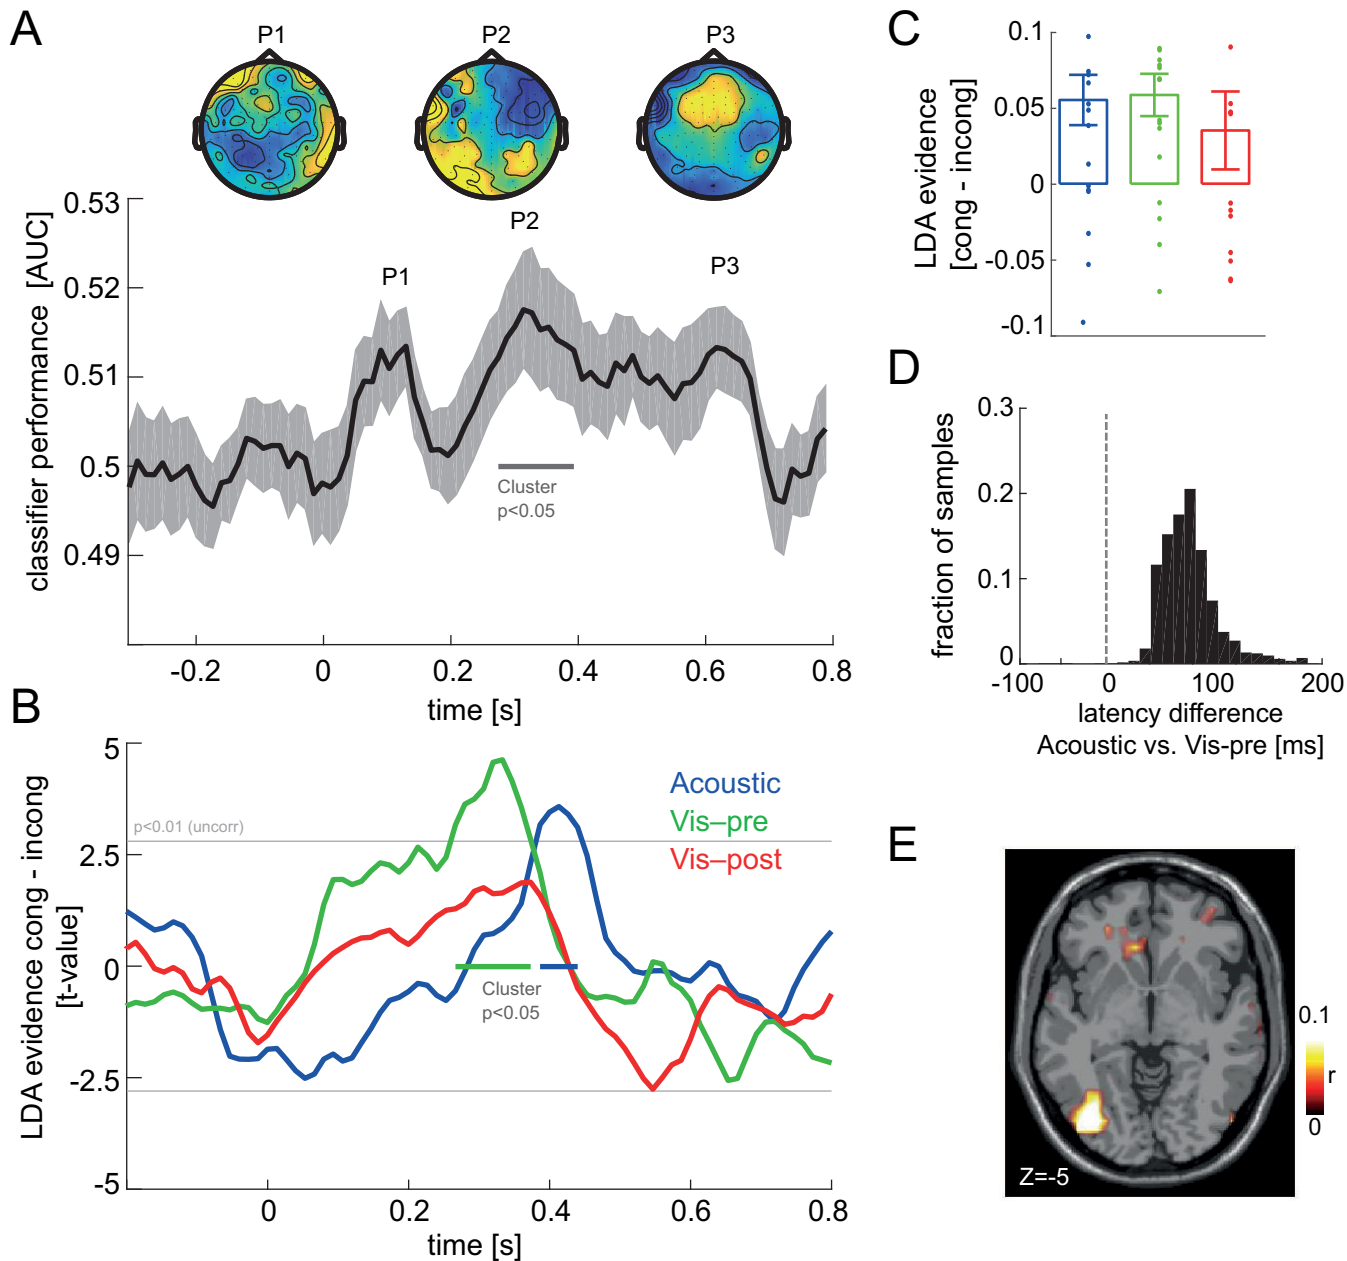 A
P1
P2
P3
classifier performance [AUC]
0.53
0.52
0.51
0.5
0.49
P1
P2
P3
Cluster
p<0.05
-0.2
0
0.2
0.4
0.6
0.8
time [s]
B
LDA evidence cong - incong
[t-value]
5
2.5
0
-2.5
-5
p<0.01 (uncorr)
Acoustic
Vis–pre
Vis–post
Cluster
p<0.05
0
0.2
0.4
0.6
0.8
time [s]
C
LDA evidence
[cong - incong]
0.1
0.05
0
-0.05
-0.1
D
fraction of samples
0.3
0.2
0.1
0
-100
0
100
200
latency difference
Acoustic vs. Vis-pre [ms]
E
Z=-5
0.1
r
0